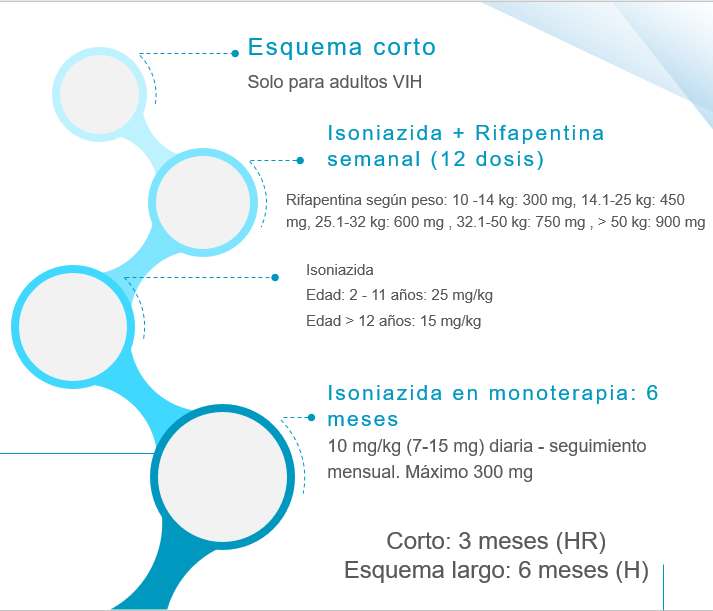 Esquema corto
Solo para adultos VIH
Isoniazida + Rifapentina
semanal (12 dosis)
Rifapentina según peso: 10 -14 kg: 300 mg, 14.1-25 kg: 450
mg, 25.1-32 kg: 600 mg , 32.1-50 kg: 750 mg , > 50 kg: 900 mg
Isoniazida
Edad: 2 - 11 años: 25 mg/kg
Edad > 12 años: 15 mg/kg
Isoniazida en monoterapia: 6
meses
10 mg/kg (7-15 mg) diaria - seguimiento
mensual. Máximo 300 mg
Corto: 3 meses (HR)
Esquema largo: 6 meses (H)